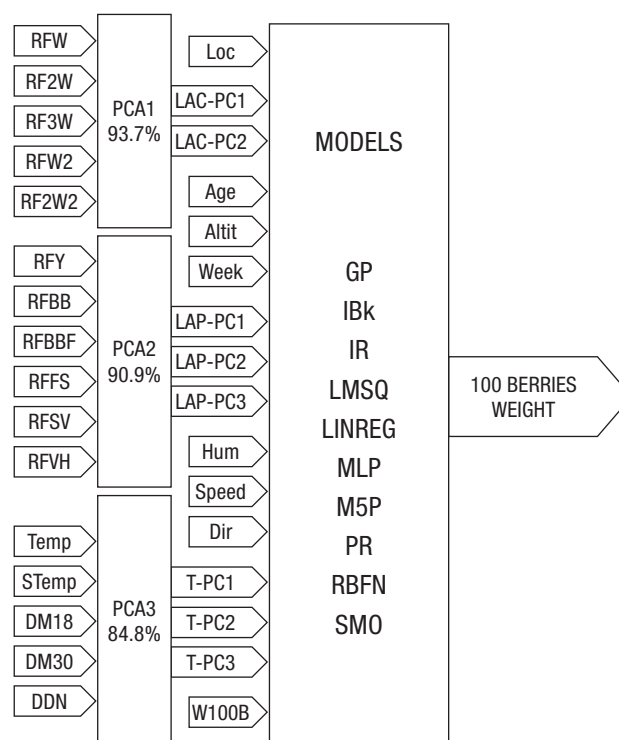 RFW
RF2W
RF3W
RFW2
RF2W2
PCA1
93.7%
RFY
RFBB
RFBBF
RFFS
RFSV
RFVH
PCA2
90.9%
Temp
STemp
DM18
DM30
DDN
PCA3
84.8%
Loc
LAC-PC1
LAC-PC2
Age
Altit
Week
LAP-PC1
LAP-PC2
LAP-PC3
Hum
Speed
Dir
T-PC1
T-PC2
T-PC3
W100B
MODELS
GP
IBk
IR
LMSQ
LINREG
MLP
M5P
PR
RBFN
SMO
100 BERRIES
WEIGHT